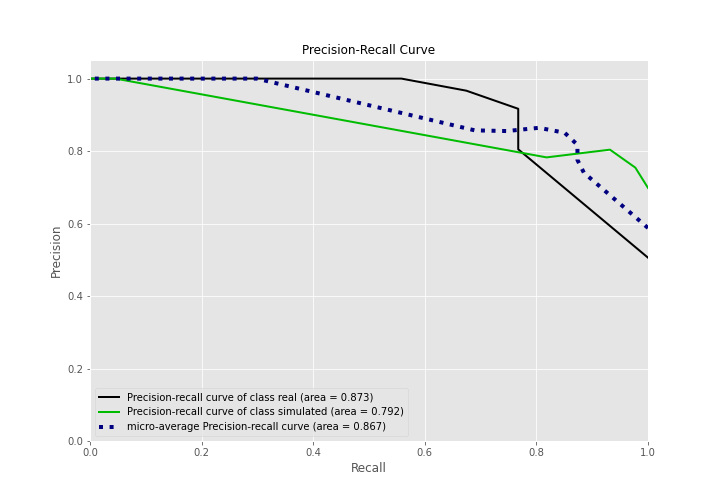 Precision-Recall Curve
1.0
0.8
0.6
0.4
0.2
0.0
Precision
Precision-recall curve of class real (area = 0.873)
Precision-recall curve of class simulated (area = 0.792)
micro-average Precision-recall curve (area = 0.867)
0.0 0.2 0.4 0.6 0.8 1.0
Recall